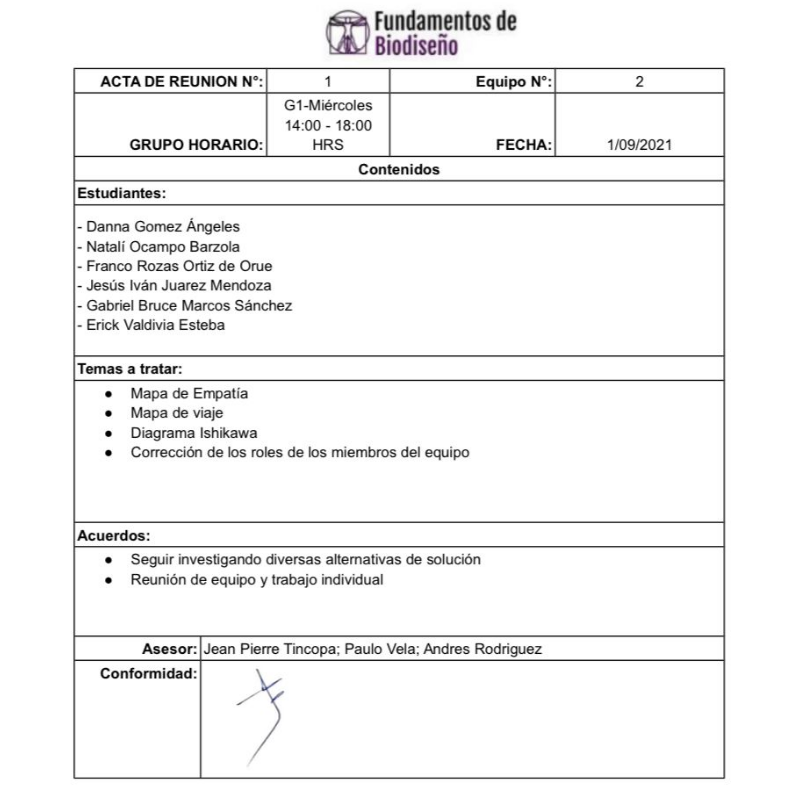 Fundamentos de
Biodiseño
ACTA DE REUNION N°: 1 Equipo N°: 2
G1-Miércoles
14:00 - 18:00
GRUPO HORARIO: HRS FECHA: 1/09/2021
Contenidos
Estudiantes:
- Danna Gomez Ángeles
- Natalí Ocampo Barzola
- Franco Rozas Ortiz de Orue
- Jesús Iván Juarez Mendoza
- Gabriel Bruce Marcos Sánchez
- Erick Valdivia Esteba
Temas a tratar:
● Mapa de Empatía
● Mapa de viaje
● Diagrama Ishikawa
● Corrección de los roles de los miembros del equipo
Acuerdos:
● Seguir investigando diversas alternativas de solución
● Reunión de equipo y trabajo individual
Asesor: Jean Pierre Tincopa; Paulo Vela; Andres Rodriguez
Conformidad: